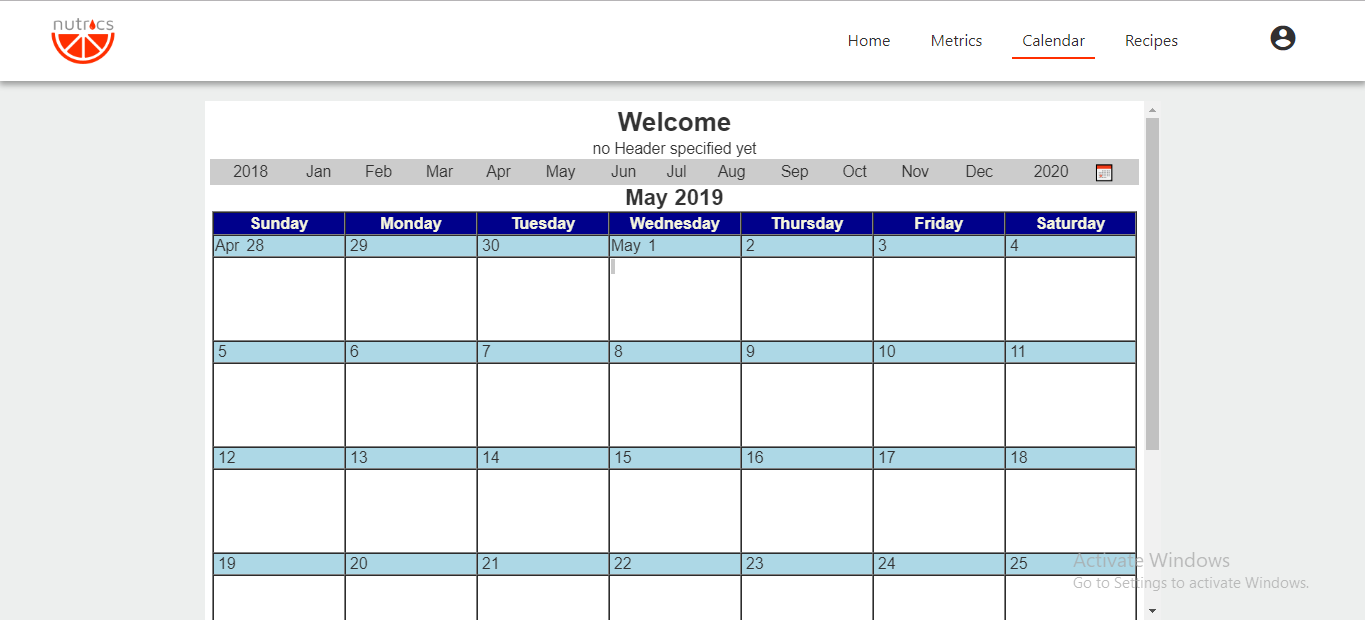 nutrics
Home Metrics Calendar Recipes
Welcome
no Header specified yet
2018 Jan Feb Mar Apr May Jun Jul Aug Sep Oct Nov Dec 2020
May 2019
Sunday Monday Tuesday Wednesday Thursday Friday Saturday
Apr 28 29 30 May 1 2 3 4
5 6 7 8 9 10 11
12 13 14 15 16 17 18
19 20 21 22 23 24 25
Activate Windows
Go to Settings to activate Windows.